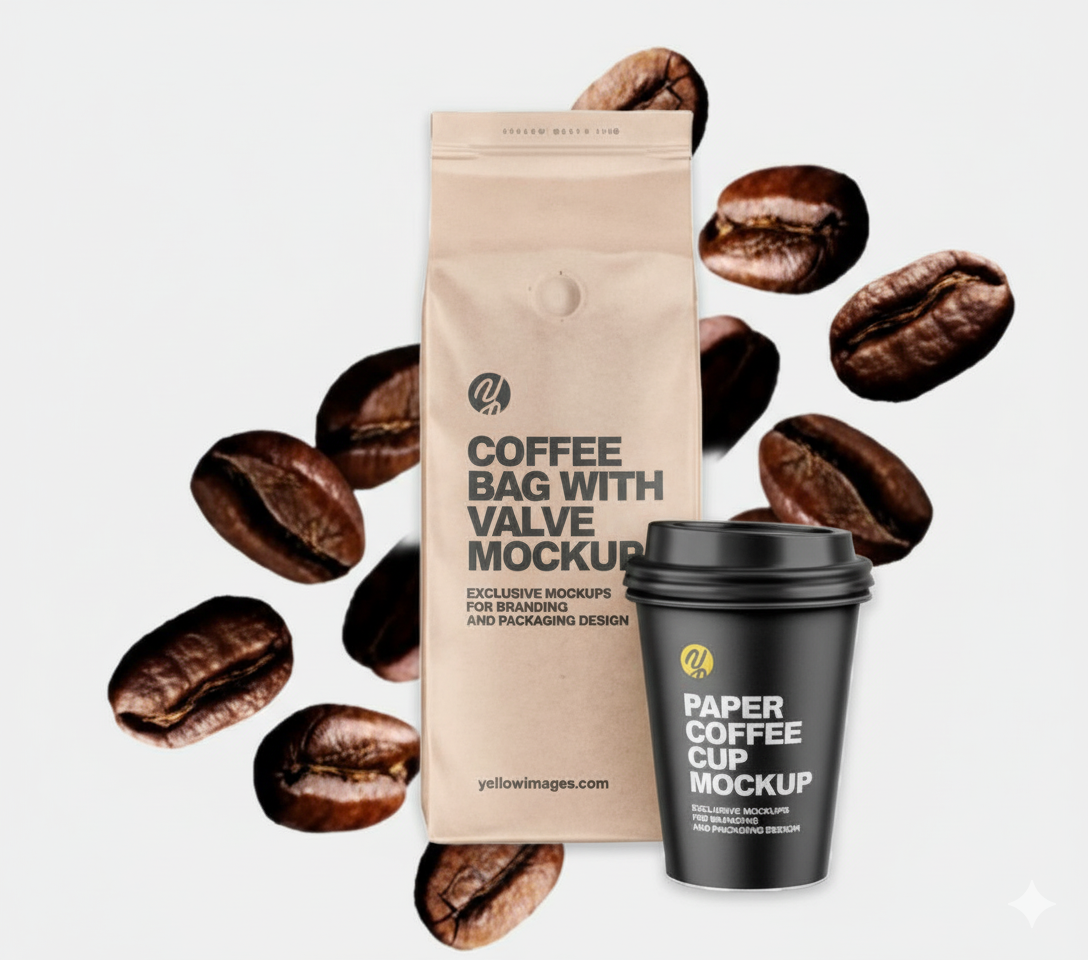 COFFEE
BAG WITH
VALVE
MOCKUP
EXCLUSIVE MOCKUPS
FOR BRANDING
AND PACKAGING DESIGN
yellowimages.com
PAPER
COFFEE
CUP
MOCKUP